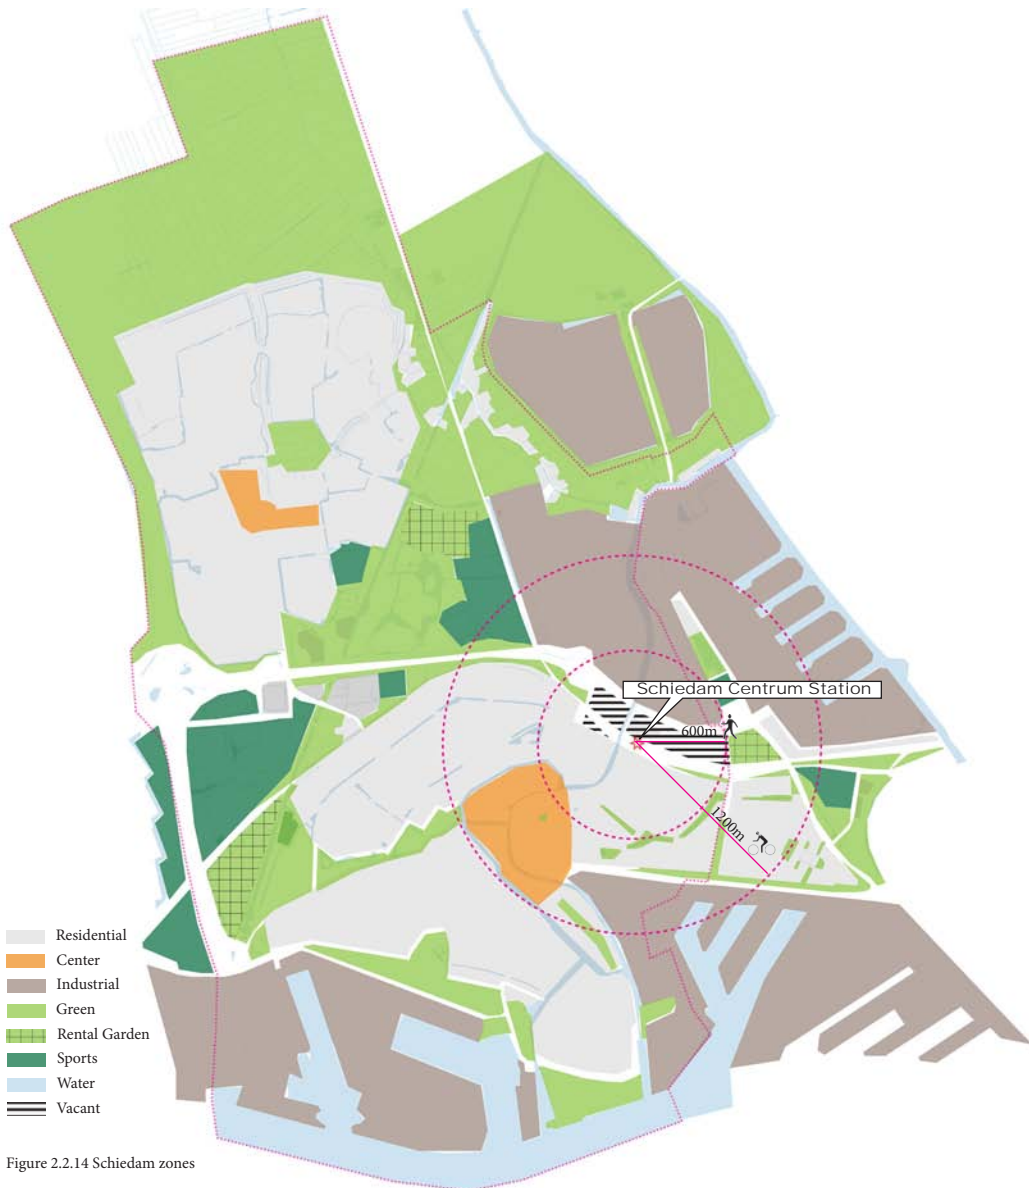 Schiedam Centrum Station
600m
1200m
Residential
Center
Industrial
Green
Rental Garden
Sports
Water
Vacant
Figure 2.2.14 Schiedam zones